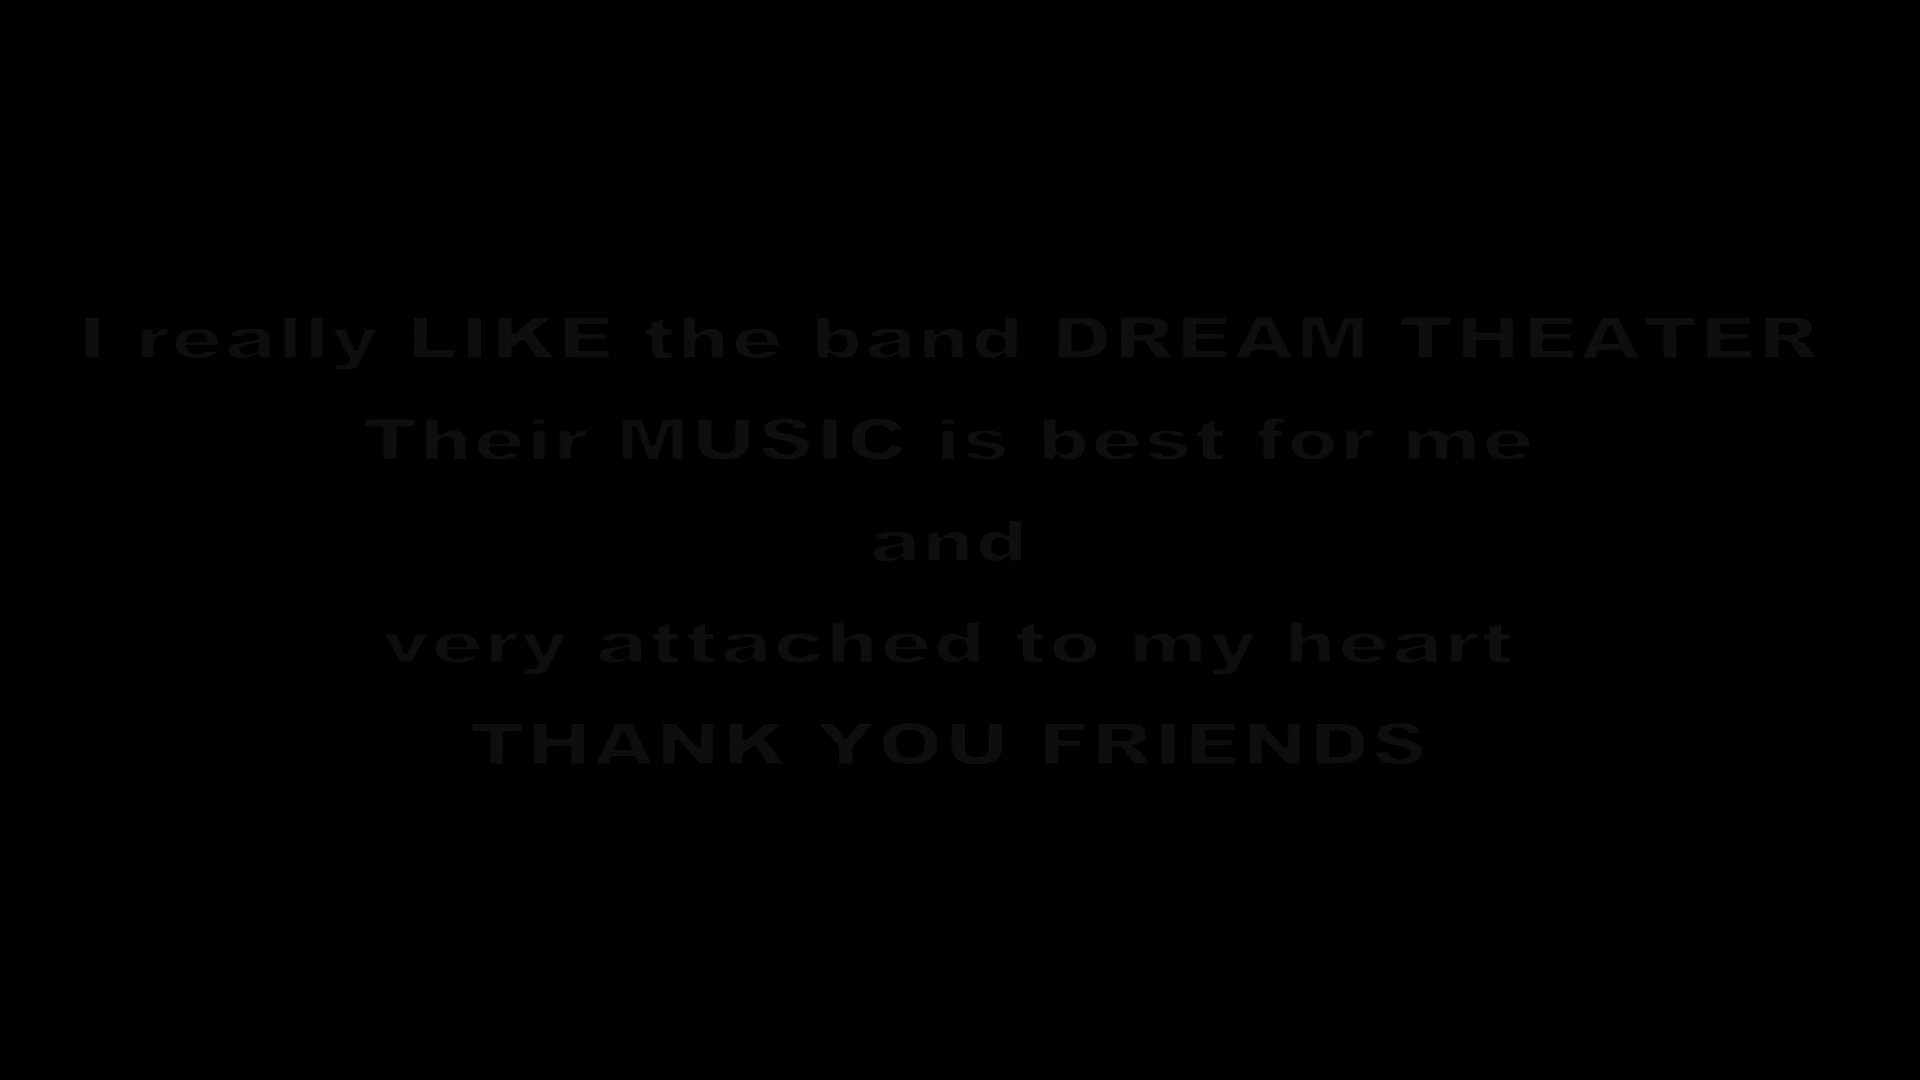 I really LIKE the band DREAM THEATER
Their MUSIC is best for me
and
very attached to my heart
THANK YOU FRIENDS